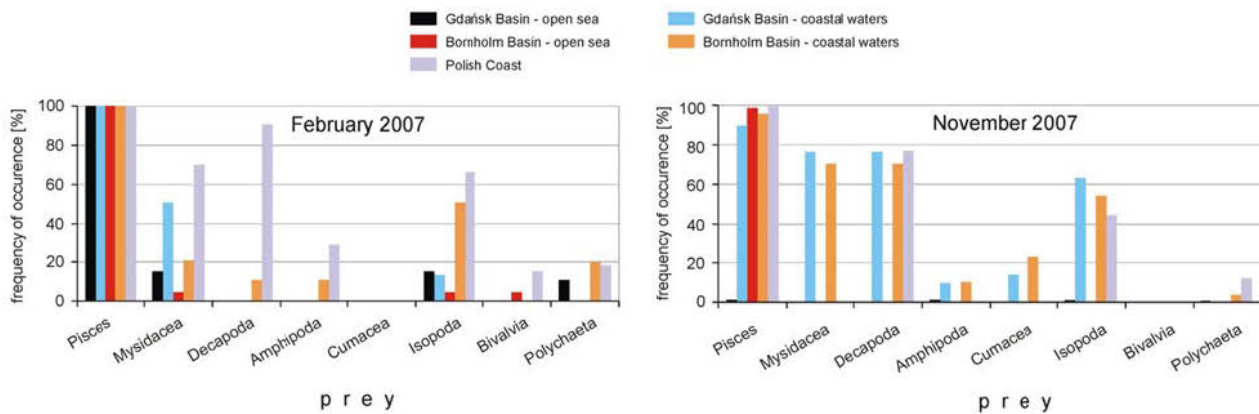 Gdańsk Basin - open sea
Bornholm Basin - open sea
Polish Coast
Gdańsk Basin - coastal waters
Bornholm Basin - coastal waters
February 2007
frequency of occurence [%]
100
80
60
40
20
0
Pisces
Mysidacea
Decapoda
Amphipoda
Cumacea
Isopoda
Bivalvia
Polychaeta
p r e y
November 2007
frequency of occurence [%]
100
80
60
40
20
0
Pisces
Mysidacea
Decapoda
Amphipoda
Cumacea
Isopoda
Bivalvia
Polychaeta
p r e y